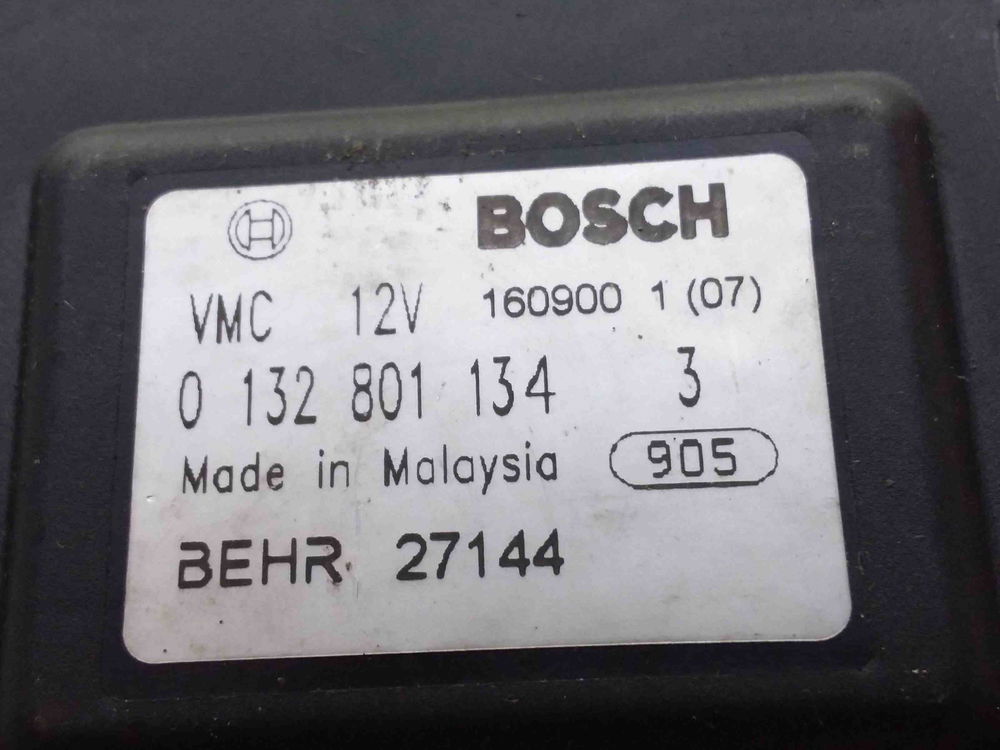 BOSCH
VMC 12V 160900 1 (07)
0 132 801 134 3
Made in Malaysia 905
BEHR 27144